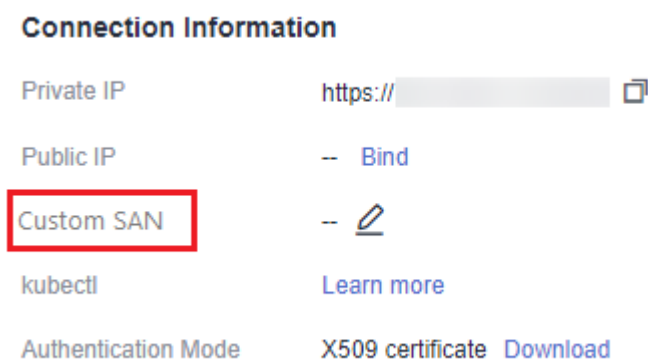 Connection Information
Private IP https://
Public IP -- Bind
Custom SAN --
kubectl Learn more
Authentication Mode X509 certificate Download